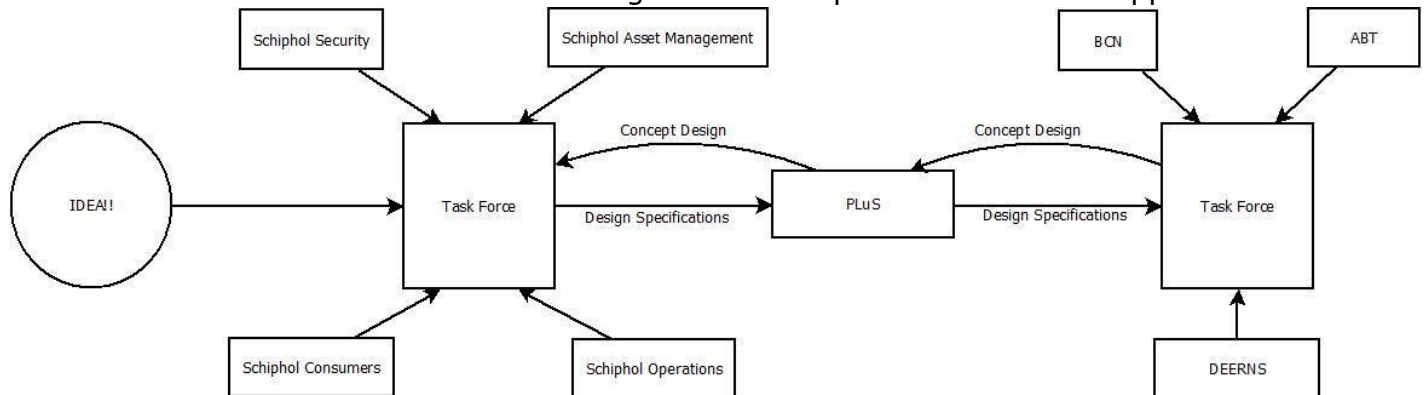 Schiphol Security
Schiphol Asset Management
BCN
ABT
Concept Design
Concept Design
IDEA!!
Task Force
Design Specifications
PLuS
Design Specifications
Task Force
Schiphol Consumers
Schiphol Operations
DEERNS